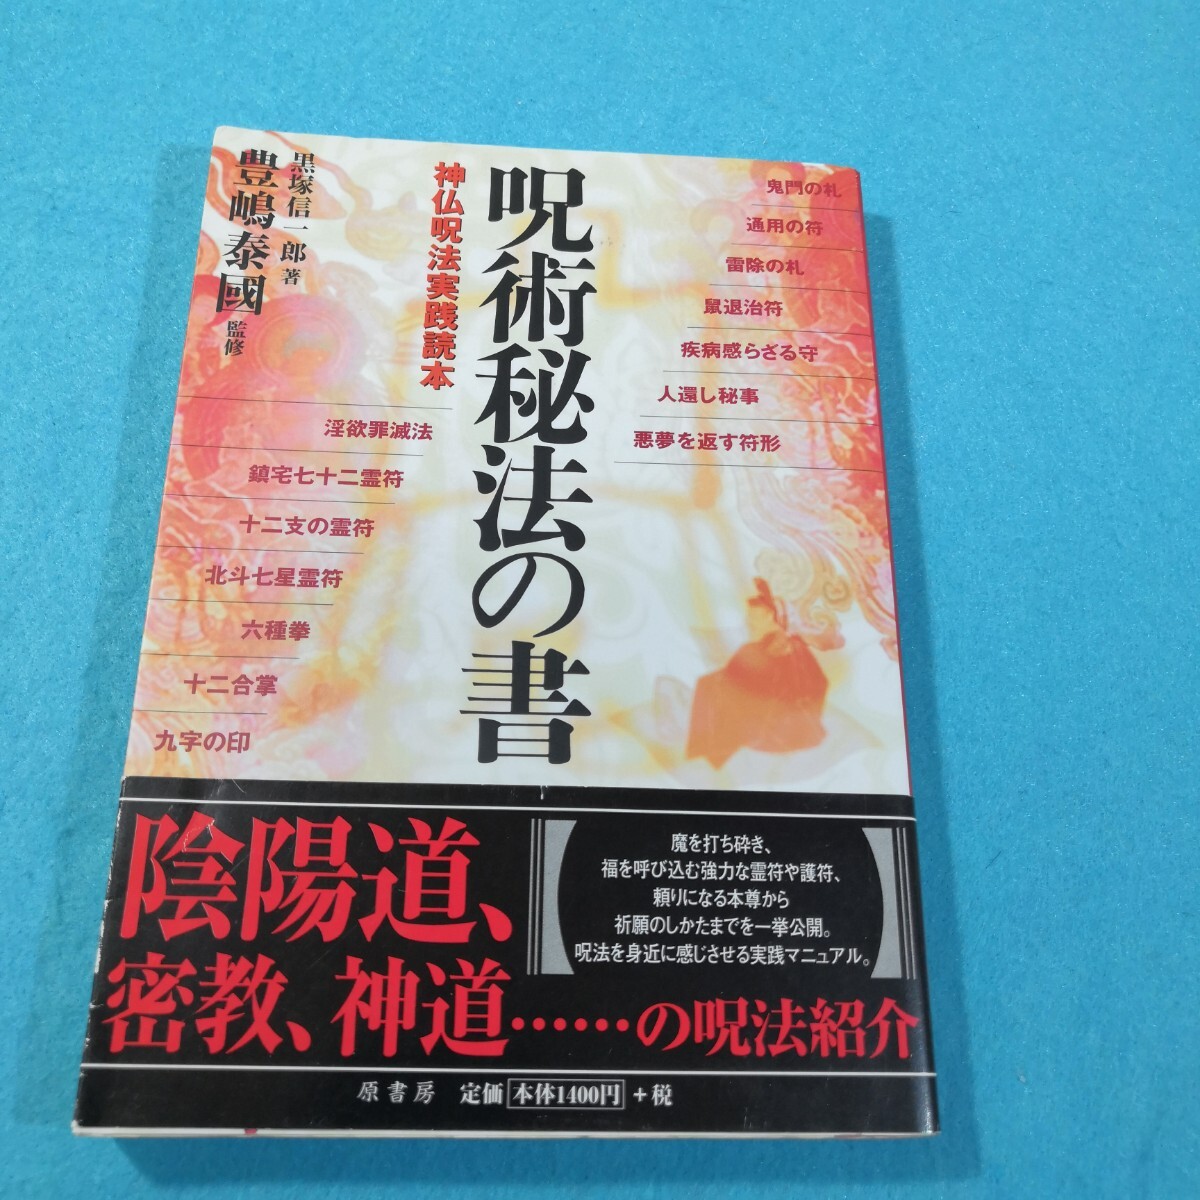 呪術秘法の書
神仏呪法実践読本
黒塚信一郎 著
豊嶋泰國 監修
鬼門の札
通用の符
雷除の札
鼠退治符
疾病感らざる守
人還し秘事
悪夢を返す符形
淫欲罪滅法
鎮宅七十二霊符
十二支の霊符
北斗七星霊符
六種拳
十二合掌
九字の印
陰陽道、
密教、神道……の呪法紹介
魔を打ち砕き、
福を呼び込む強力な霊符や護符、
頼りになる本尊から
祈願のしかたまでを一挙公開。
呪法を身近に感じさせる実践マニュアル。
原書房 定価 本体1400円 +税